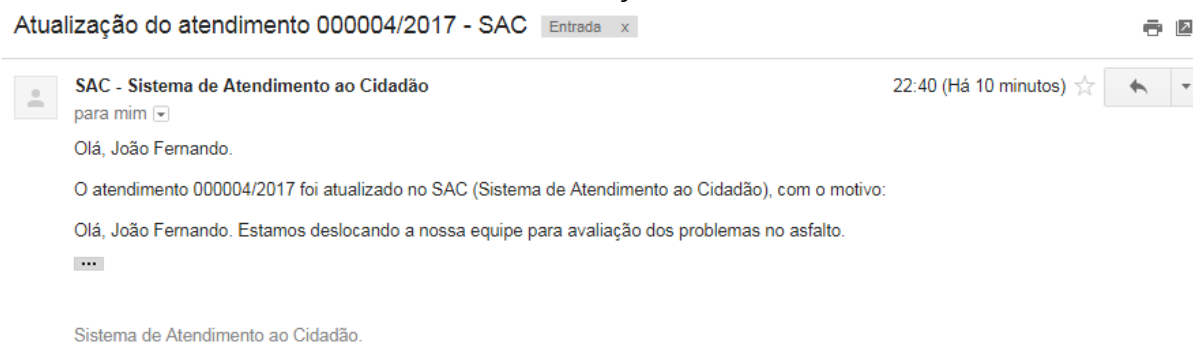 Atualização do atendimento 000004/2017 - SAC Entrada x
SAC - Sistema de Atendimento ao Cidadão 22:40 (Há 10 minutos)
para mim
Olá, João Fernando.
O atendimento 000004/2017 foi atualizado no SAC (Sistema de Atendimento ao Cidadão), com o motivo:
Olá, João Fernando. Estamos deslocando a nossa equipe para avaliação dos problemas no asfalto.
...
Sistema de Atendimento ao Cidadão.